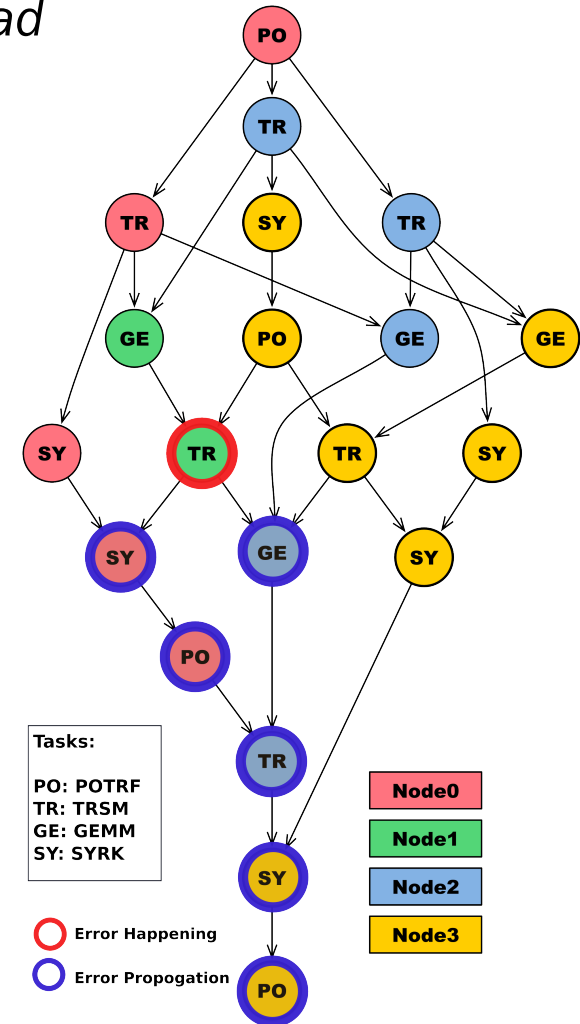 ad
PO
TR
TR
SY
TR
GE
PO
GE
GE
SY
TR
TR
SY
SY
GE
SY
PO
TR
SY
PO
Tasks:
PO: POTRF
TR: TRSM
GE: GEMM
SY: SYRK
Error Happening
Error Propogation
Node0
Node1
Node2
Node3